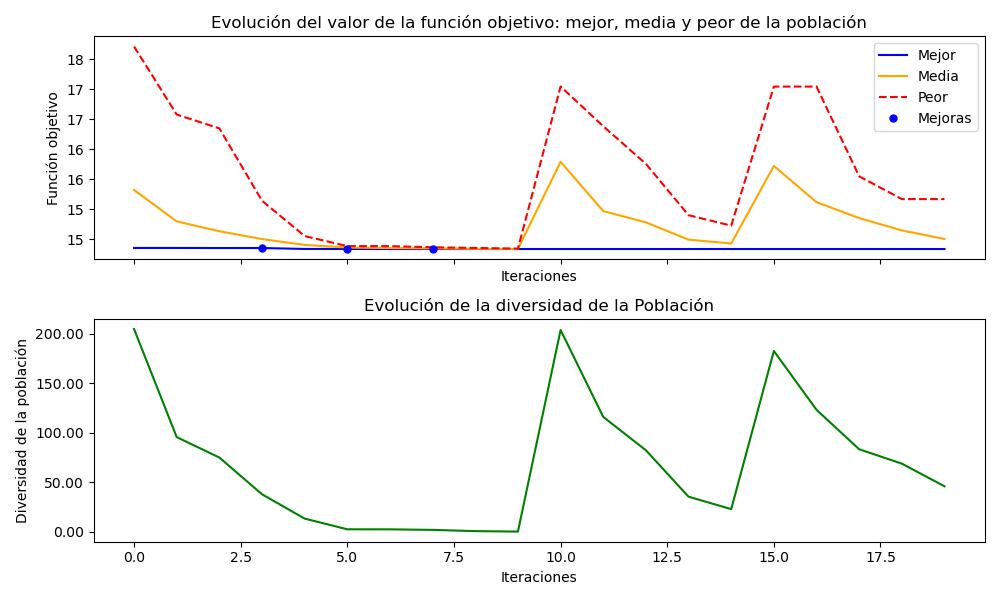 Evolución del valor de la función objetivo: mejor, media y peor de la población
Función objetivo
18
17
17
16
16
15
15
Mejor
Media
Peor
Mejoras
Iteraciones
Evolución de la diversidad de la Población
Diversidad de la población
200.00
150.00
100.00
50.00
0.00
0.0 2.5 5.0 7.5 10.0 12.5 15.0 17.5
Iteraciones